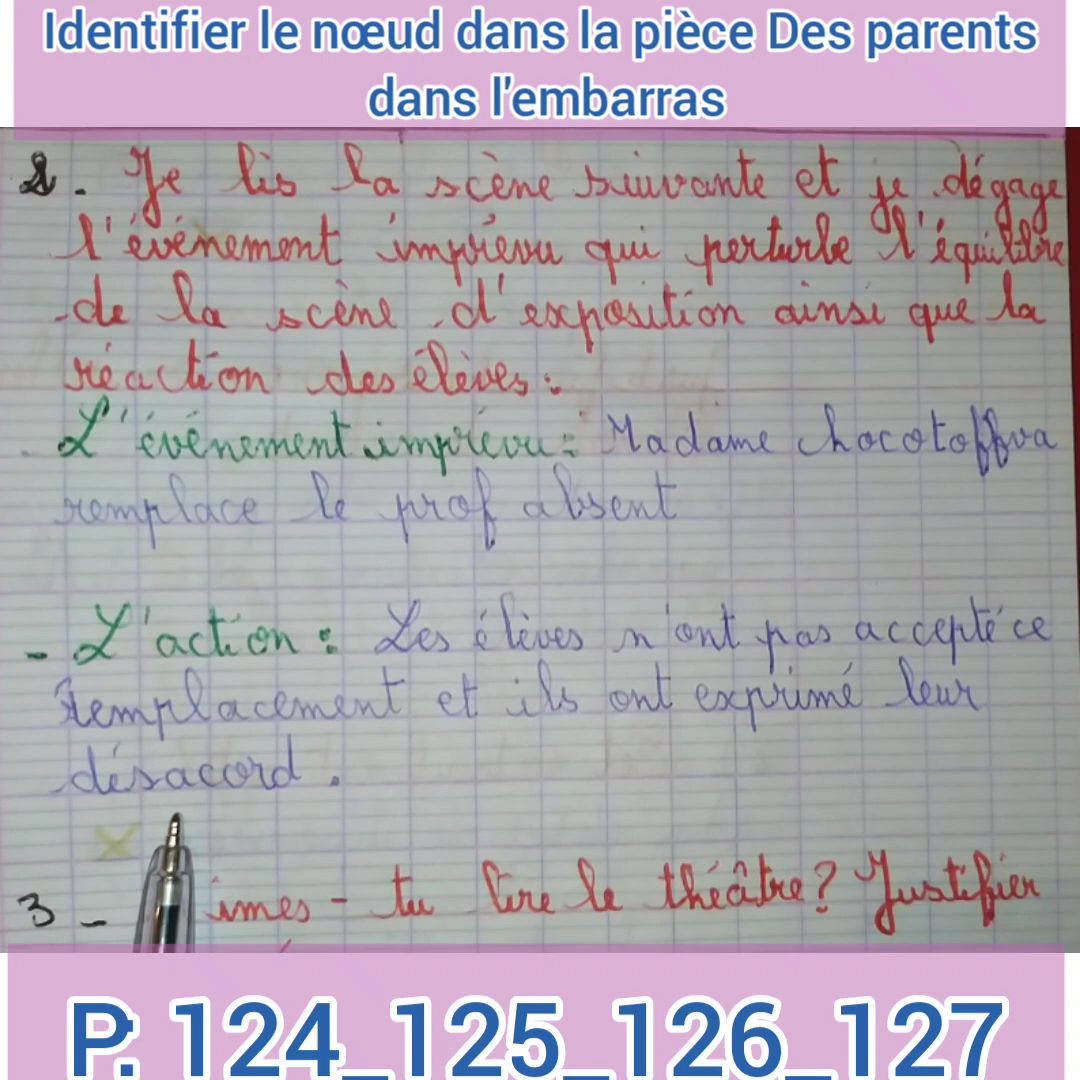 Identifier le nœud dans la pièce Des parents
dans l'embarras
2. Je lis la scène suivante et je dégage
l'événement imprévu qui perturbe l'équilibre
de la scène d'exposition ainsi que la
réaction des élèves :
- L'événement imprévu : Madame chocotoffva
remplace le prof absent
- L'action : Les élèves n'ont pas accepté ce
remplacement et ils ont exprimé leur
désacord.
3 - imes - tu lire le théâtre ? Justifier
P: 124_125_126_127